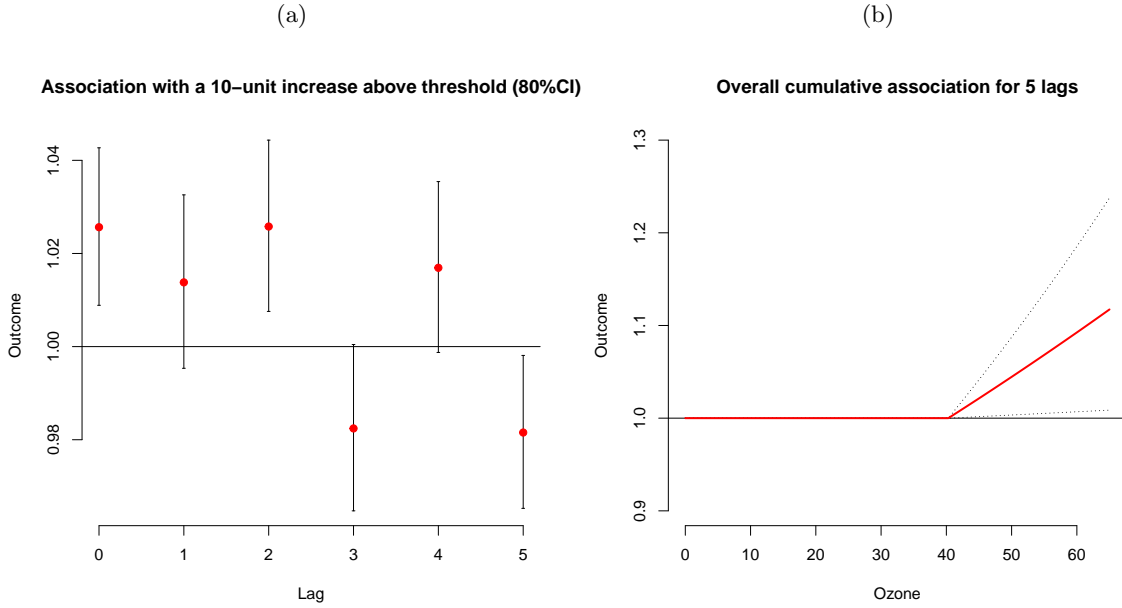 (a)
Association with a 10−unit increase above threshold (80%CI)
Outcome
1.04
1.02
1.00
0.98
0 1 2 3 4 5
Lag
(b)
Overall cumulative association for 5 lags
Outcome
1.3
1.2
1.1
1.0
0.9
0 10 20 30 40 50 60
Ozone